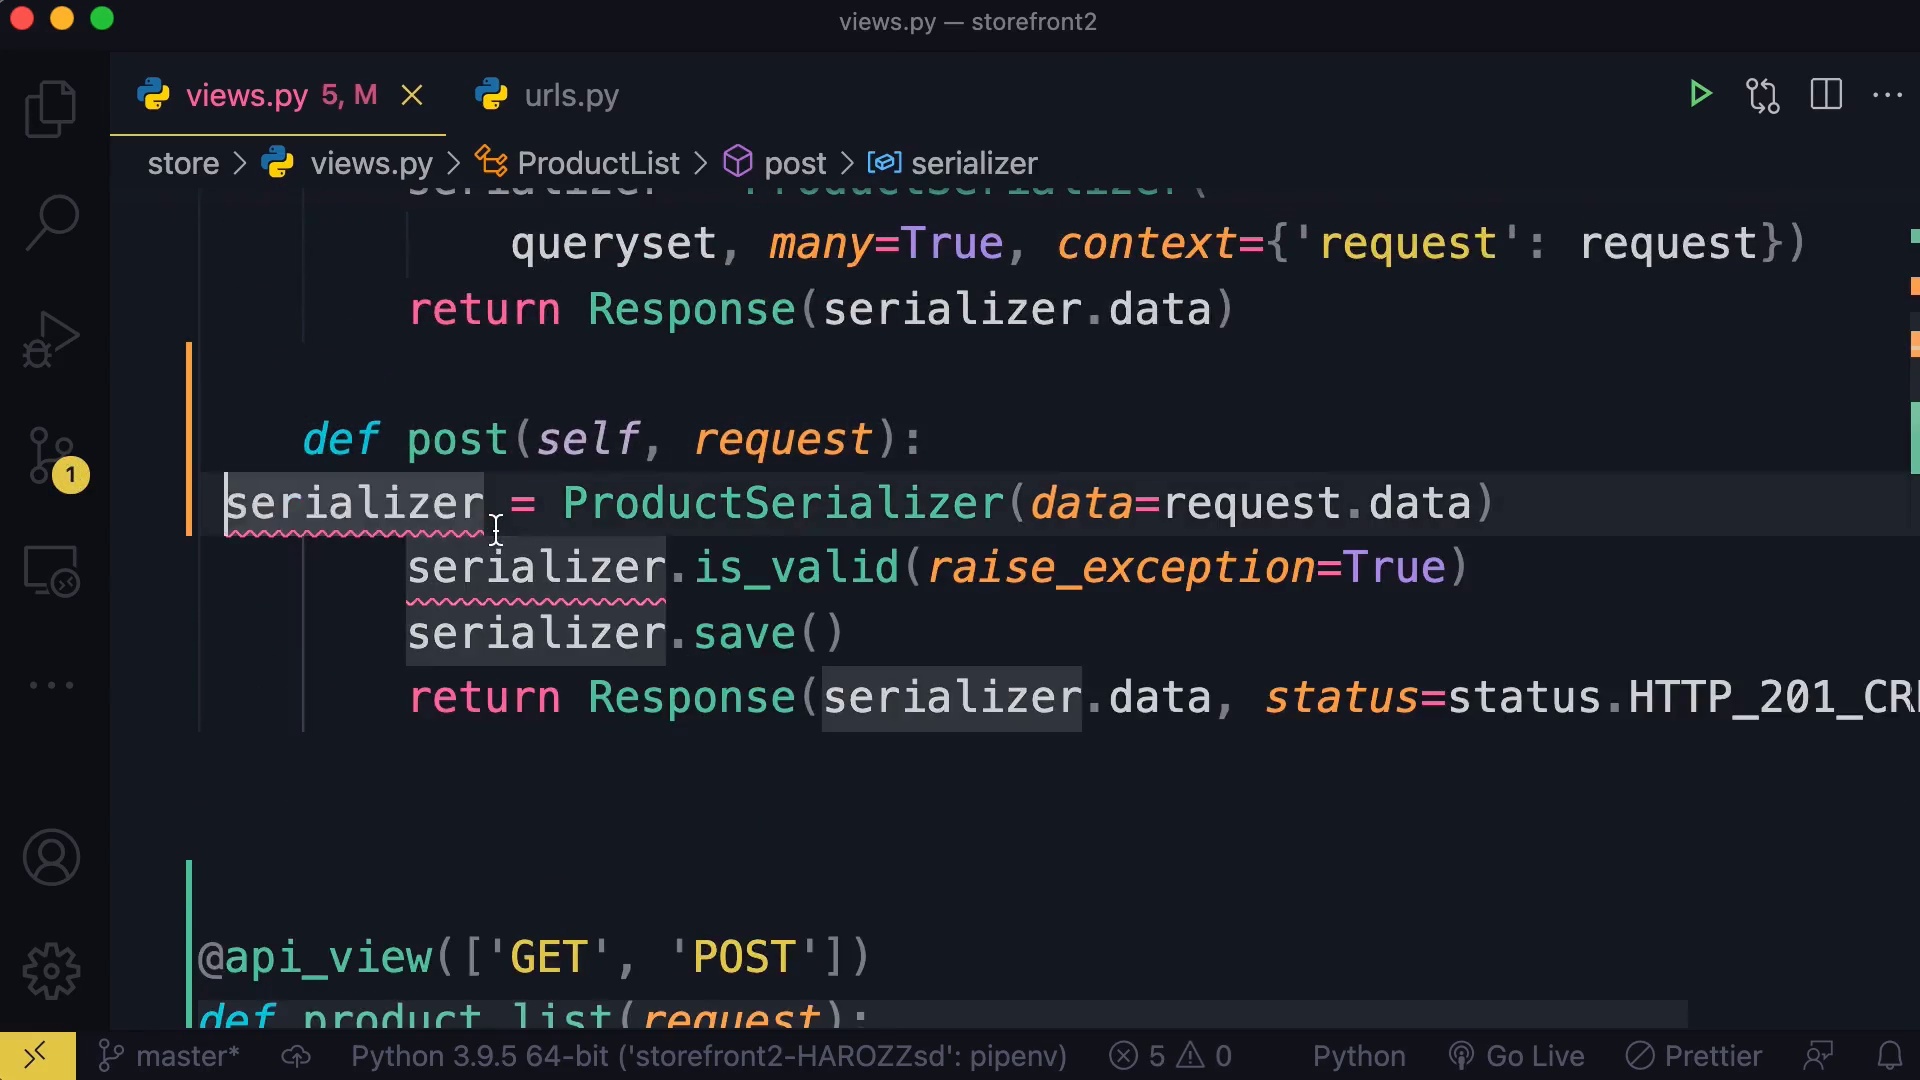 views.py — storefront2
views.py 5, M
urls.py
store > views.py > ProductList > post > serializer
serializer = ProductSerializer(
queryset, many=True, context={'request': request})
return Response(serializer.data)
def post(self, request):
serializer = ProductSerializer(data=request.data)
serializer.is_valid(raise_exception=True)
serializer.save()
return Response(serializer.data, status=status.HTTP_201_CR
@api_view(['GET', 'POST'])
def product_list(request):
1
master* Python 3.9.5 64-bit ('storefront2-HAROZZsd': pipenv) 5 0 Python Go Live Prettier